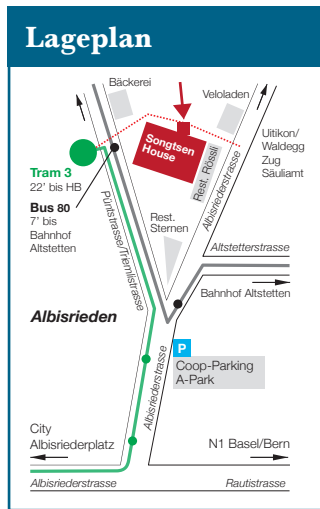 Lageplan
Bäckerei
Veloladen
Songtsen
House
Rest. Rössli
Albisriederstrasse
Uitikon/
Waldegg
Zug
Säuliamt
Tram 3
22’ bis HB
Bus 80
7’ bis
Bahnhof
Altstetten
Püntstrasse/Triemlistrasse
Rest.
Sternen
Altstetterstrasse
Bahnhof Altstetten
Albisrieden
P
Coop-Parking
A-Park
Albisriederstrasse
City
Albisriederplatz
N1 Basel/Bern
Albisriederstrasse
Rautistrasse